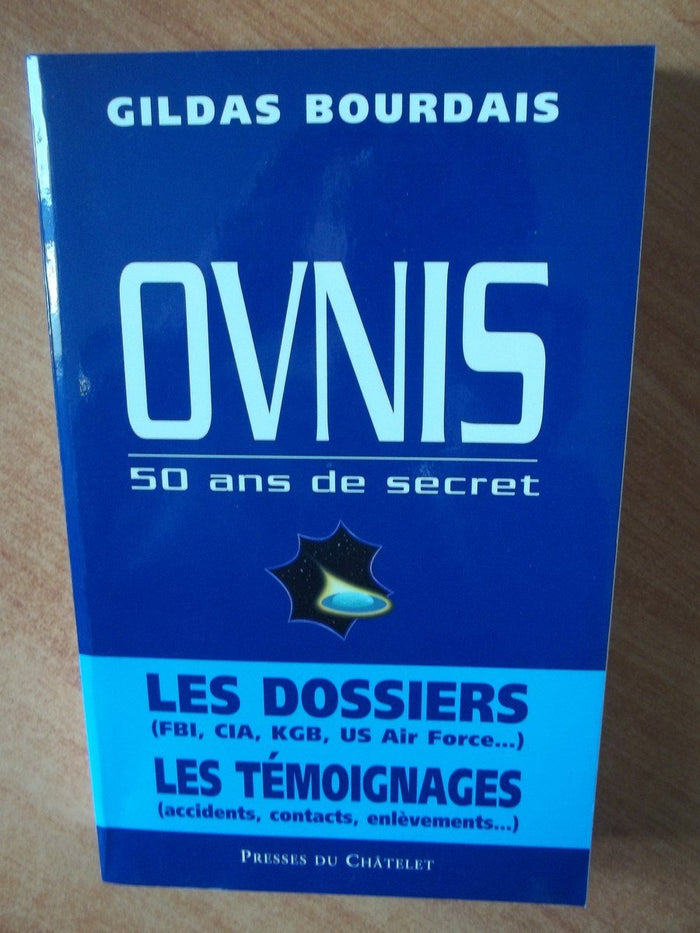 GILDAS BOURDAIS
OVNIS
50 ans de secret
LES DOSSIERS
(FBI, CIA, KGB, US Air Force...)
LES TÉMOIGNAGES
(accidents, contacts, enlèvements...)
PRESSES DU CHÂTELET